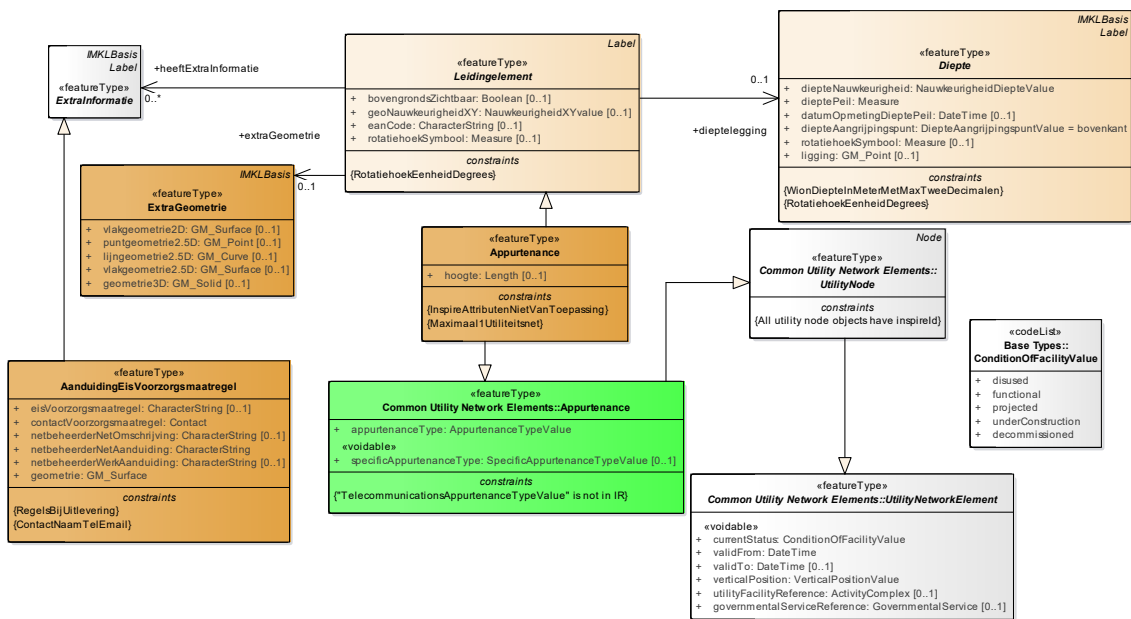 IMKLBasis
Label
«featureType»
ExtraInformatie
+heeftExtraInformatie
0..*
+extraGeometrie
0..1
Label
«featureType»
Leidingelement
+ bovengrondsZichtbaar: Boolean [0..1]
+ geoNauwkeurigheidXY: NauwkeurigheidXYvalue [0..1]
+ eanCode: CharacterString [0..1]
+ rotatiehoekSymbool: Measure [0..1]
constraints
{RotatiehoekEenheidDegrees}
0..1
+dieptelegging
IMKLBasis
Label
«featureType»
Diepte
+ diepteNauwkeurigheid: NauwkeurigheidDiepteValue
+ dieptePeil: Measure
+ datumOpmetingDieptePeil: DateTime [0..1]
+ diepteAangrijpingspunt: DiepteAangrijpingspuntValue = bovenkant
+ rotatiehoekSymbool: Measure [0..1]
+ ligging: GM_Point [0..1]
constraints
{WionDiepteInMeterMetMaxTweeDecimalen}
{RotatiehoekEenheidDegrees}
IMKLBasis
«featureType»
ExtraGeometrie
+ vlakgeometrie2D: GM_Surface [0..1]
+ puntgeometrie2.5D: GM_Point [0..1]
+ lijngeometrie2.5D: GM_Curve [0..1]
+ vlakgeometrie2.5D: GM_Surface [0..1]
+ geometrie3D: GM_Solid [0..1]
«featureType»
Appurtenance
+ hoogte: Length [0..1]
constraints
{InspireAttributenNietVanToepassing}
{Maximaal1Utiliteitsnet}
Node
«featureType»
Common Utility Network Elements::
UtilityNode
constraints
{All utility node objects have inspireId}
«codeList»
Base Types::
ConditionOfFacilityValue
+ disused
+ functional
+ projected
+ underConstruction
+ decommissioned
«featureType»
AanduidingEisVoorzorgsmaatregel
+ eisVoorzorgsmaatregel: CharacterString [0..1]
+ contactVoorzorgsmaatregel: Contact
+ netbeheerderNetOmschrijving: CharacterString [0..1]
+ netbeheerderNetAanduiding: CharacterString
+ netbeheerderWerkAanduiding: CharacterString [0..1]
+ geometrie: GM_Surface
constraints
{RegelsBijUitlevering}
{ContactNaamTelEmail}
«featureType»
Common Utility Network Elements::Appurtenance
+ appurtenanceType: AppurtenanceTypeValue
«voidable»
+ specificAppurtenanceType: SpecificAppurtenanceTypeValue [0..1]
constraints
{"TelecommunicationsAppurtenanceTypeValue" is not in IR}
«featureType»
Common Utility Network Elements::UtilityNetworkElement
«voidable»
+ currentStatus: ConditionOfFacilityValue
+ validFrom: DateTime
+ validTo: DateTime [0..1]
+ verticalPosition: VerticalPositionValue
+ utilityFacilityReference: ActivityComplex [0..1]
+ governmentalServiceReference: GovernmentalService [0..1]